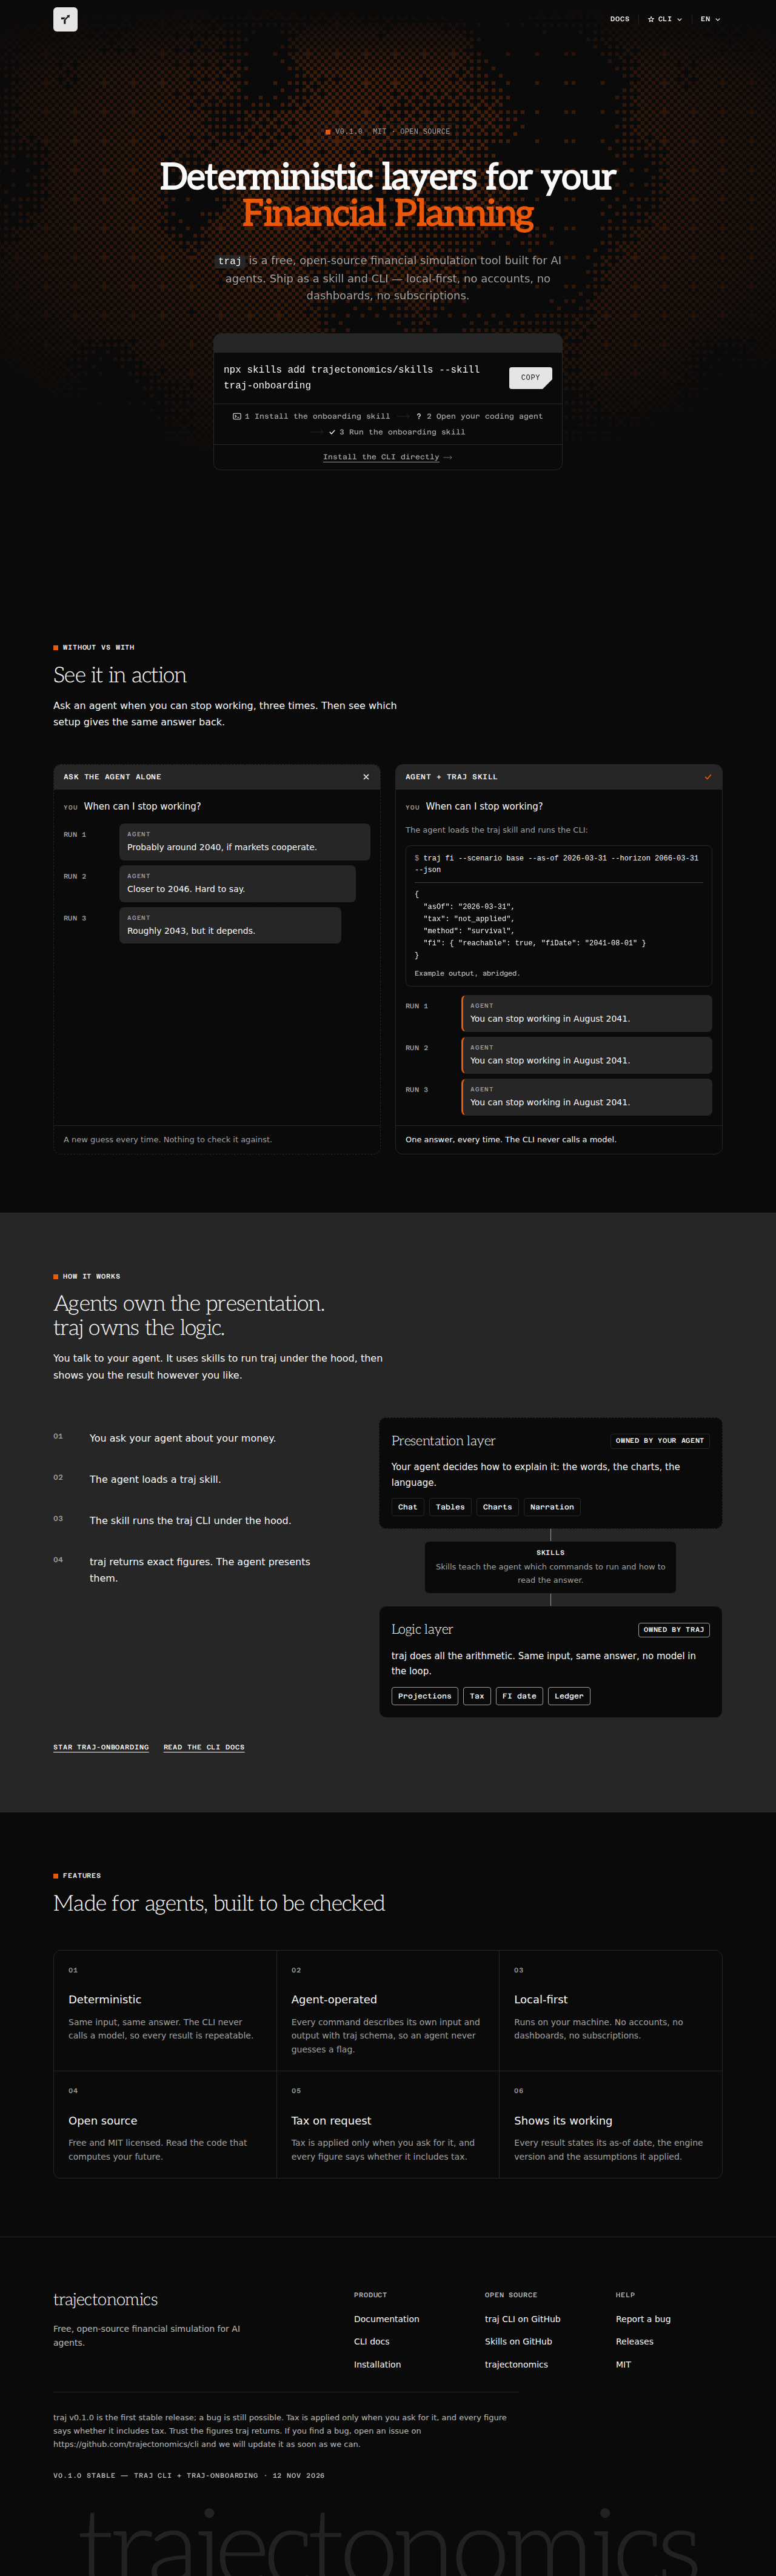 DOCS
CLI
EN
V0.1.0 MIT · OPEN SOURCE
Deterministic layers for your
Financial Planning
traj is a free, open-source financial simulation tool built for AI
agents. Ship as a skill and CLI — local-first, no accounts, no
dashboards, no subscriptions.
npx skills add trajectonomics/skills --skill
traj-onboarding
COPY
1 Install the onboarding skill
? 2 Open your coding agent
3 Run the onboarding skill
Install the CLI directly
WITHOUT VS WITH
See it in action
Ask an agent when you can stop working, three times. Then see which
setup gives the same answer back.
ASK THE AGENT ALONE
YOU When can I stop working?
RUN 1
AGENT
Probably around 2040, if markets cooperate.
RUN 2
AGENT
Closer to 2046. Hard to say.
RUN 3
AGENT
Roughly 2043, but it depends.
A new guess every time. Nothing to check it against.
AGENT + TRAJ SKILL
YOU When can I stop working?
The agent loads the traj skill and runs the CLI:
$ traj fi --scenario base --as-of 2026-03-31 --horizon 2066-03-31
--json
{
"asOf": "2026-03-31",
"tax": "not_applied",
"method": "survival",
"fi": { "reachable": true, "fiDate": "2041-08-01" }
}
Example output, abridged.
RUN 1
AGENT
You can stop working in August 2041.
RUN 2
AGENT
You can stop working in August 2041.
RUN 3
AGENT
You can stop working in August 2041.
One answer, every time. The CLI never calls a model.
HOW IT WORKS
Agents own the presentation.
traj owns the logic.
You talk to your agent. It uses skills to run traj under the hood, then
shows you the result however you like.
01 You ask your agent about your money.
02 The agent loads a traj skill.
03 The skill runs the traj CLI under the hood.
04 traj returns exact figures. The agent presents
them.
Presentation layer
OWNED BY YOUR AGENT
Your agent decides how to explain it: the words, the charts, the
language.
Chat Tables Charts Narration
SKILLS
Skills teach the agent which commands to run and how to
read the answer.
Logic layer
OWNED BY TRAJ
traj does all the arithmetic. Same input, same answer, no model in
the loop.
Projections Tax FI date Ledger
STAR TRAJ-ONBOARDING READ THE CLI DOCS
FEATURES
Made for agents, built to be checked
01
Deterministic
Same input, same answer. The CLI never
calls a model, so every result is repeatable.
02
Agent-operated
Every command describes its own input and
output with traj schema, so an agent never
guesses a flag.
03
Local-first
Runs on your machine. No accounts, no
dashboards, no subscriptions.
04
Open source
Free and MIT licensed. Read the code that
computes your future.
05
Tax on request
Tax is applied only when you ask for it, and
every figure says whether it includes tax.
06
Shows its working
Every result states its as-of date, the engine
version and the assumptions it applied.
trajectonomics
Free, open-source financial simulation for AI
agents.
PRODUCT
Documentation
CLI docs
Installation
OPEN SOURCE
traj CLI on GitHub
Skills on GitHub
trajectonomics
HELP
Report a bug
Releases
MIT
traj v0.1.0 is the first stable release; a bug is still possible. Tax is applied only when you ask for it, and every figure
says whether it includes tax. Trust the figures traj returns. If you find a bug, open an issue on
https://github.com/trajectonomics/cli and we will update it as soon as we can.
V0.1.0 STABLE — TRAJ CLI + TRAJ-ONBOARDING · 12 NOV 2026
trajectonomics